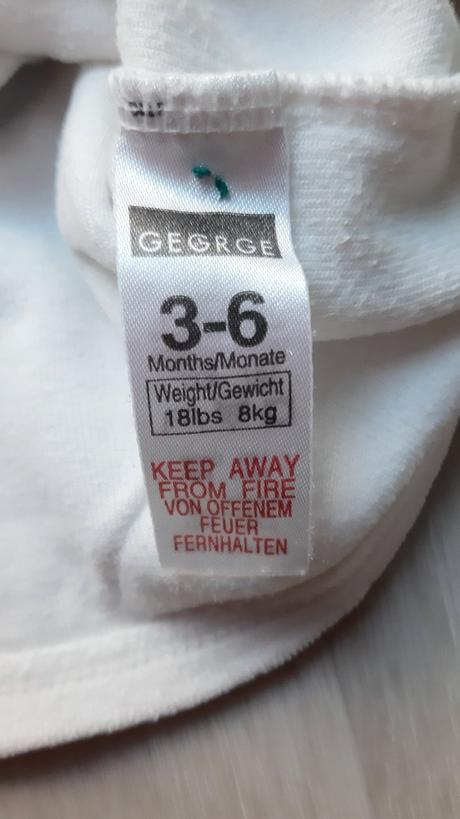 GEORGE
3-6
Months/Monate
Weight/Gewicht
18lbs 8kg
KEEP AWAY
FROM FIRE
VON OFFENEM
FEUER
FERNHALTEN